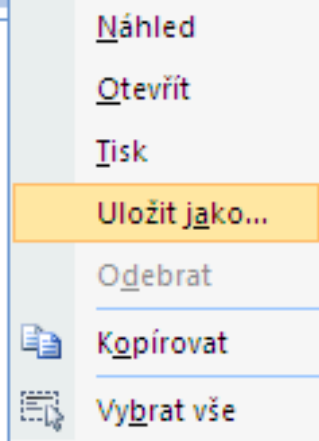 Náhled
Otevřít
Tisk
Uložit jako...
Odebrat
Kopírovat
Vybrat vše